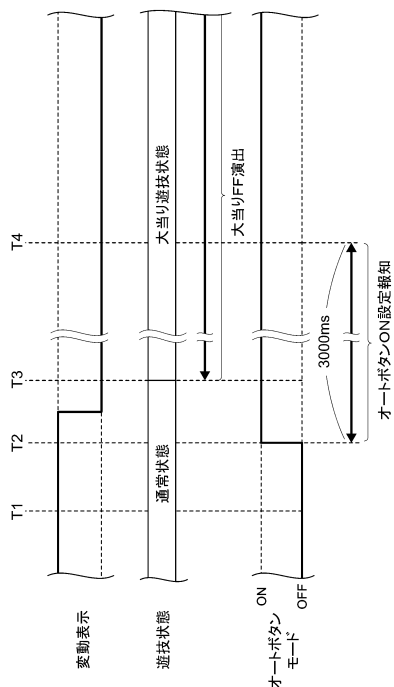 T1
T2
T3
T4
変動表示
遊技状態
通常状態
大当り遊技状態
大当りFF演出
オートボタン
モード
ON
OFF
3000ms
オートボタンON設定報知